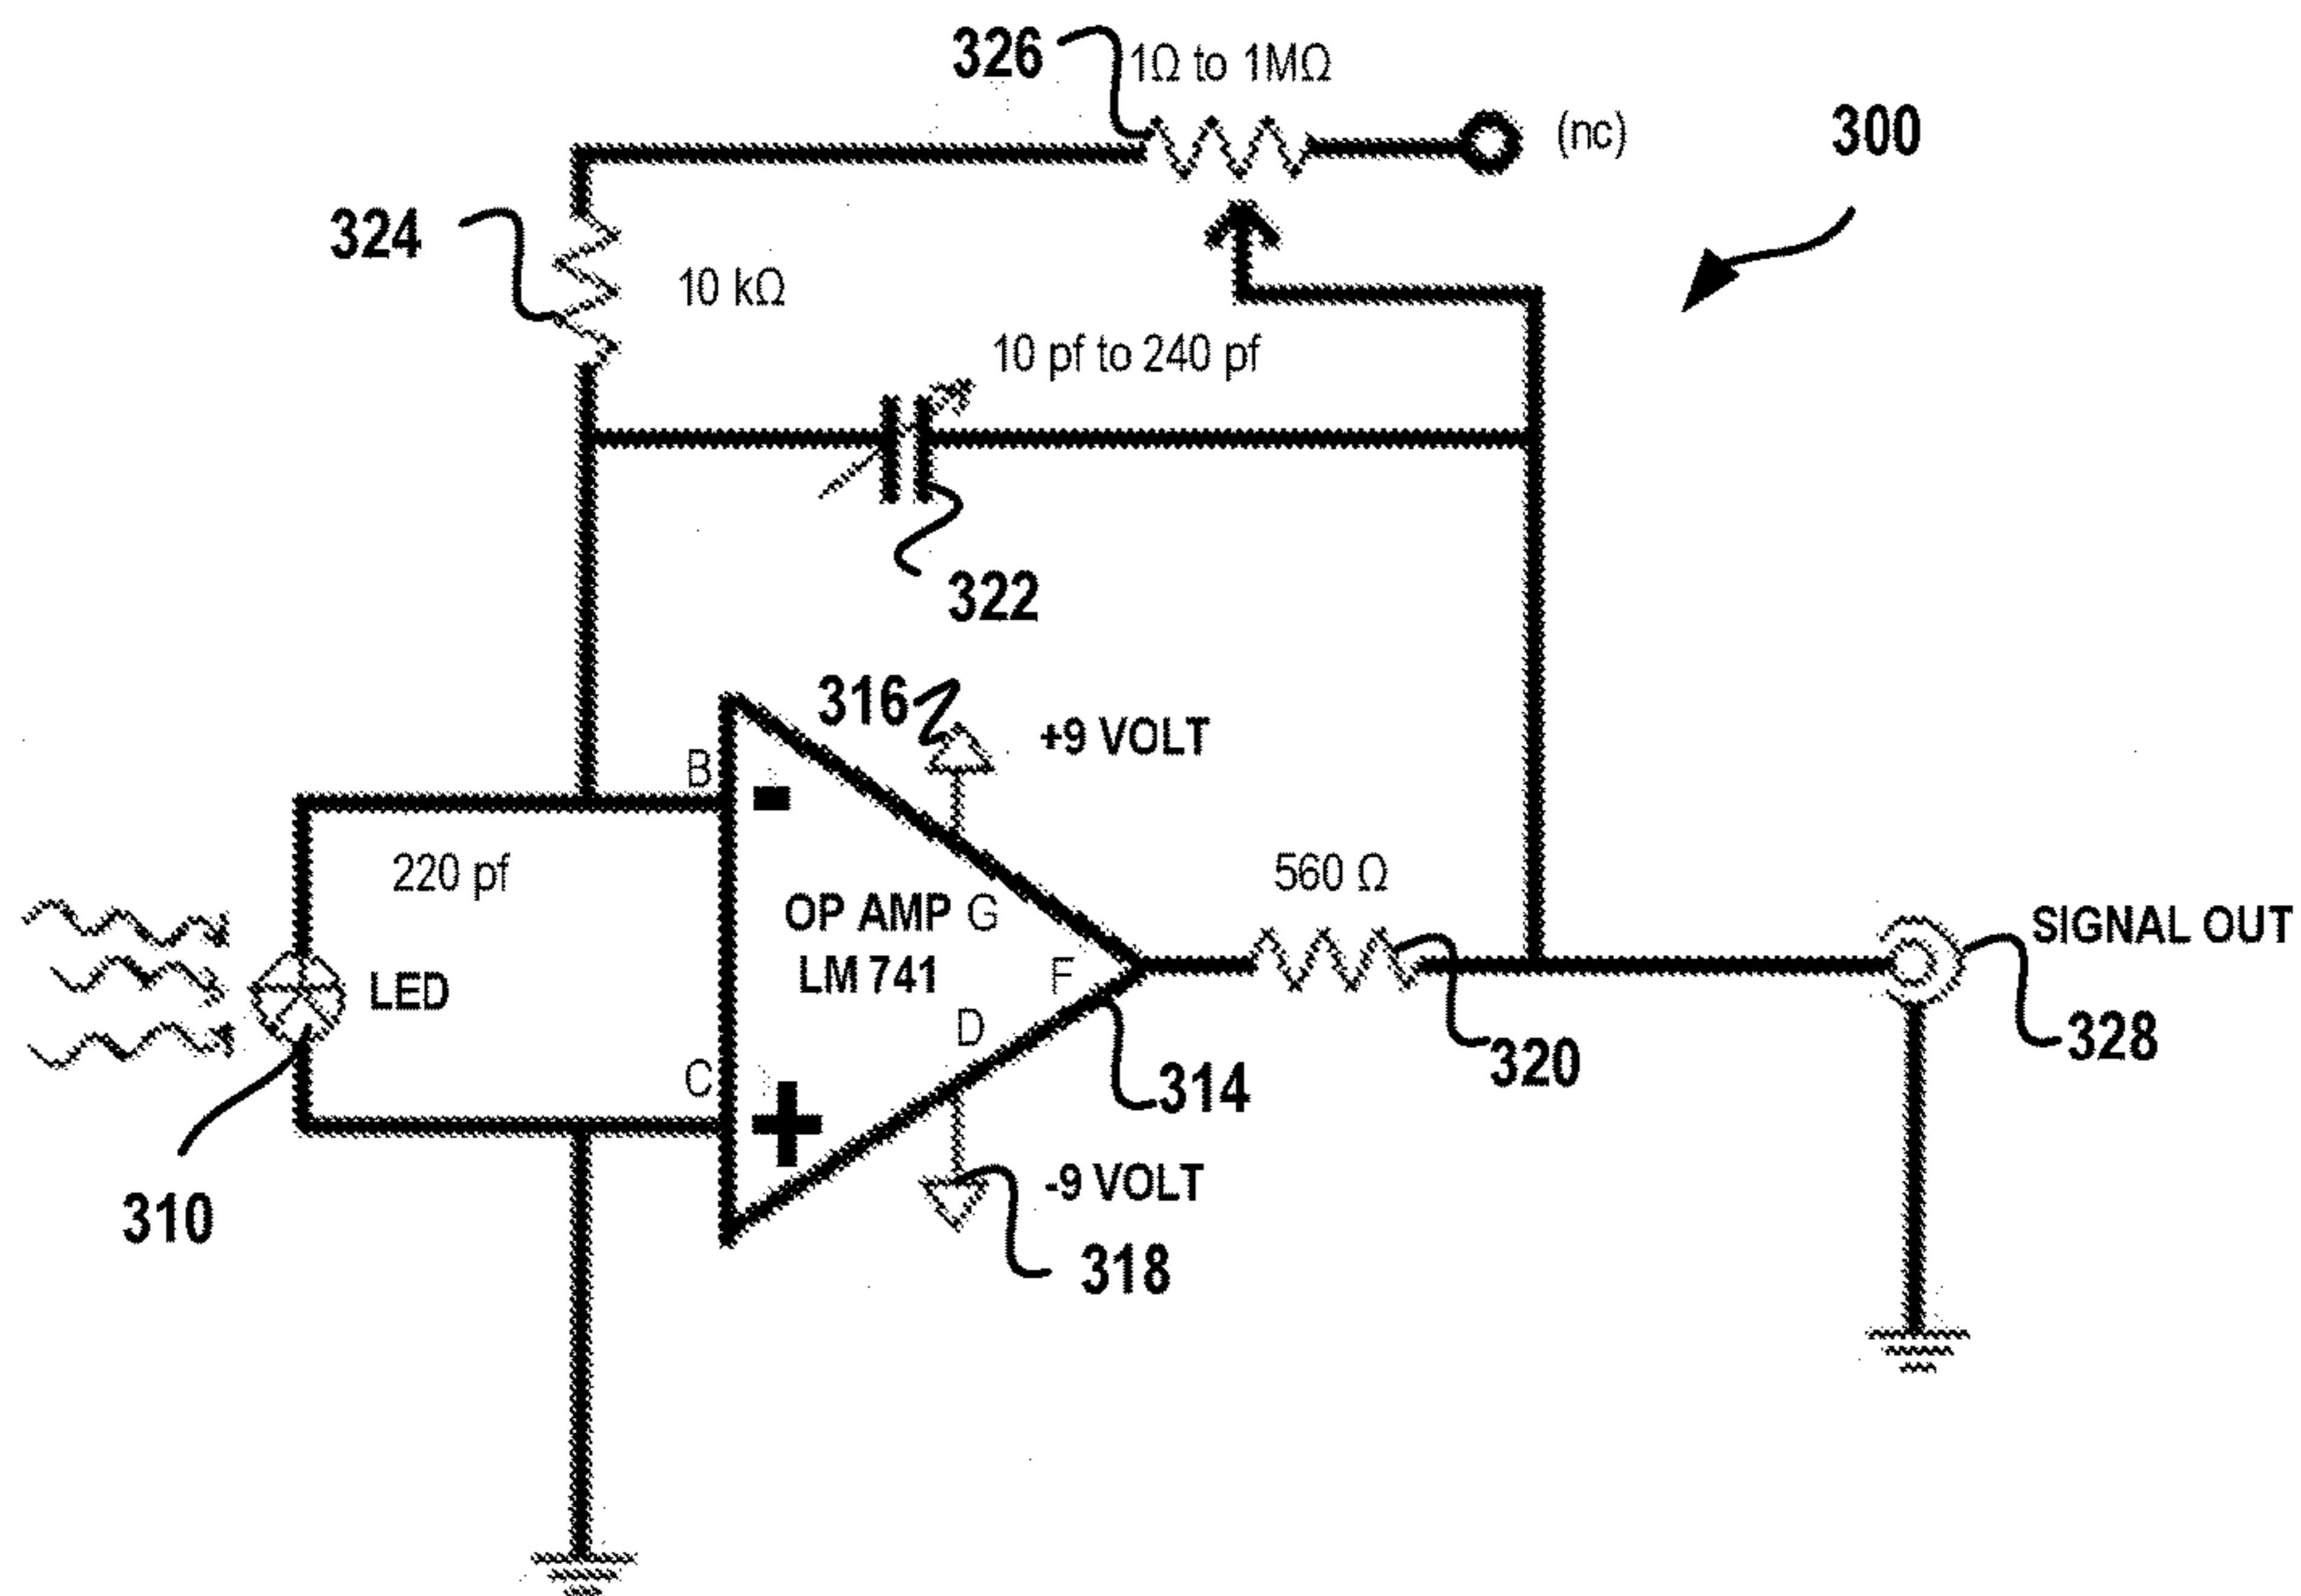 326
1Ω to 1MΩ
(nc)
300
324
10 kΩ
10 pf to 240 pf
322
316
+9 VOLT
B
-
220 pf
560 Ω
OP AMP
G
LM 741
SIGNAL OUT
LED
F
D
C
+
314
320
328
-9 VOLT
310
318